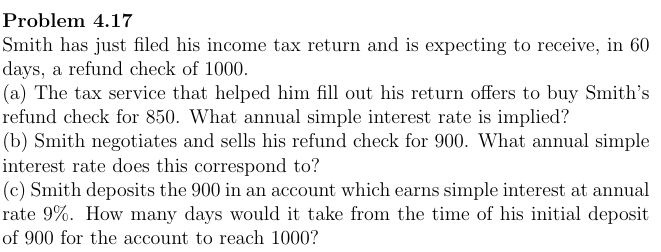 Problem 4.17
Smith has just filed his income tax return and is expecting to receive, in 60
days, a refund check of 1000.
(a) The tax service that helped him fill out his return offers to buy Smith's
refund check for 850. What annual simple interest rate is implied?
(b) Smith negotiates and sells his refund check for 900. What annual simple
interest rate does this correspond to?
(c) Smith deposits the 900 in an account which earns simple interest at annual
rate 9%. How many days would it take from the time of his initial deposit
of 900 for the account to reach 1000?